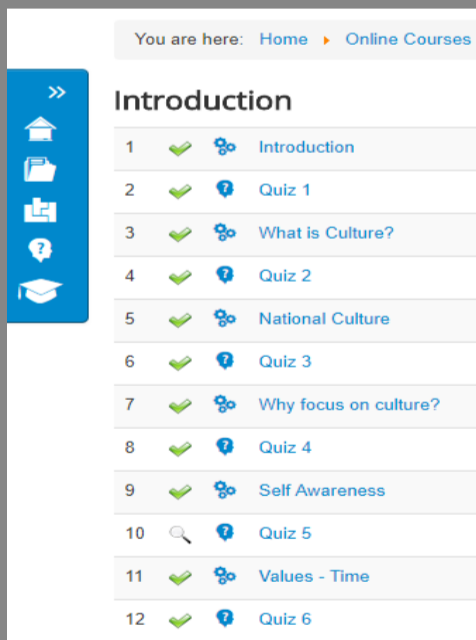 You are here: Home Online Courses
Introduction
1 Introduction
2 Quiz 1
3 What is Culture?
4 Quiz 2
5 National Culture
6 Quiz 3
7 Why focus on culture?
8 Quiz 4
9 Self Awareness
10 Quiz 5
11 Values - Time
12 Quiz 6